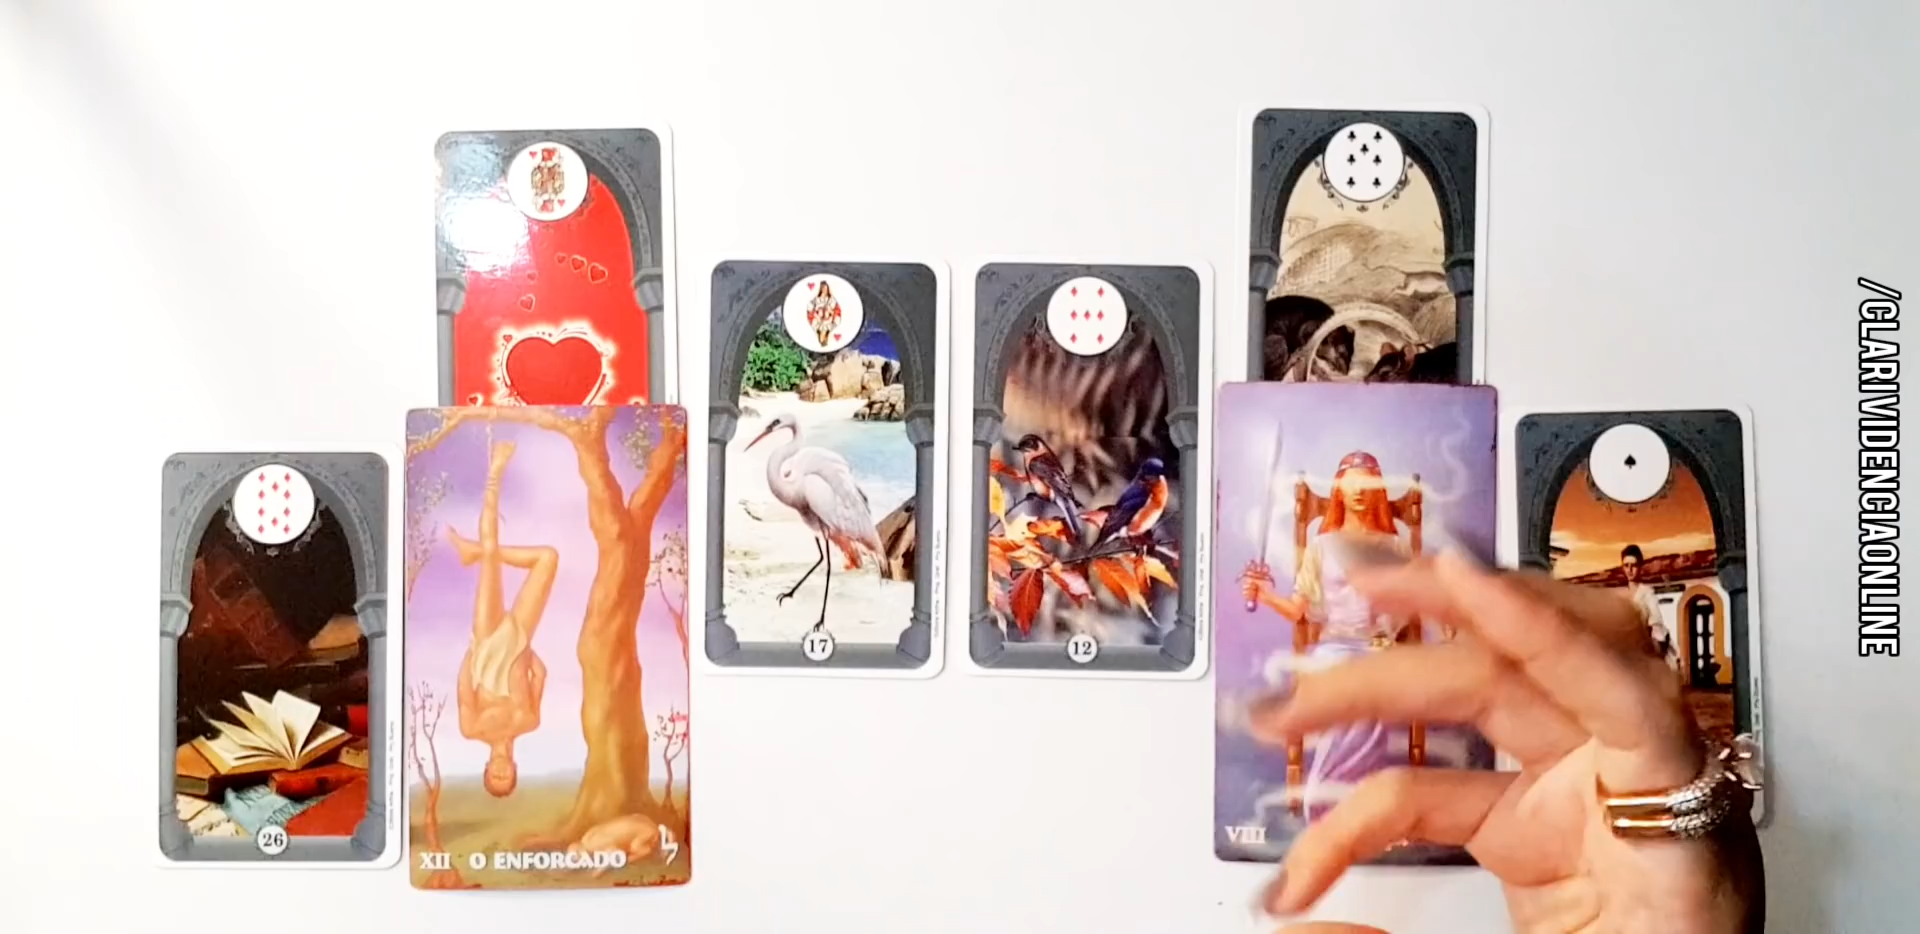 /CLARIVIDENCIAONLINE
17
12
VIII
26
XII O ENFORCADO